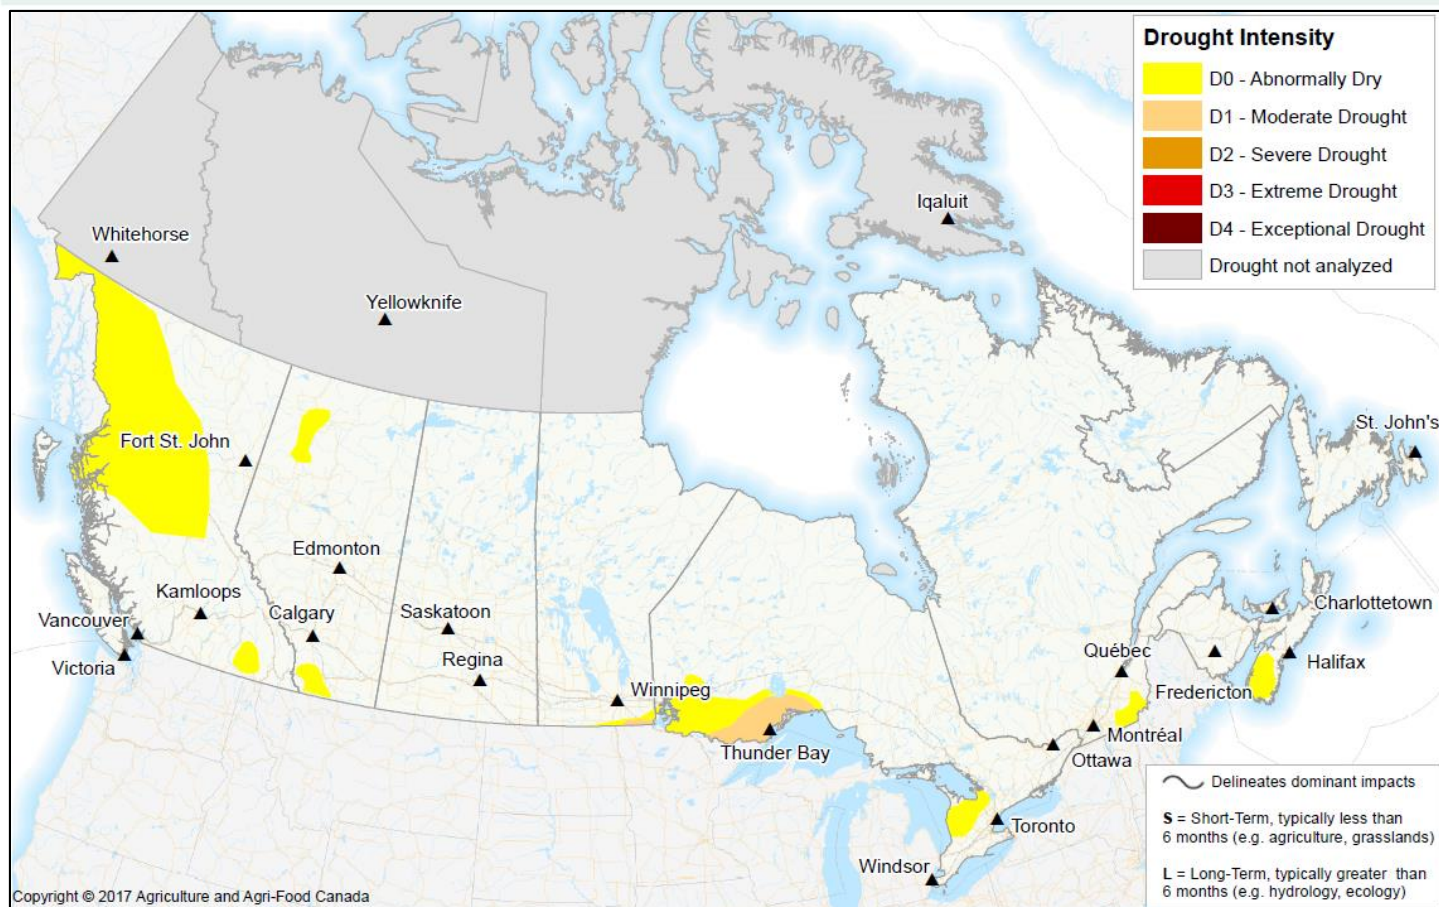 Drought Intensity
D0 - Abnormally Dry
D1 - Moderate Drought
D2 - Severe Drought
D3 - Extreme Drought
D4 - Exceptional Drought
Drought not analyzed
Iqaluit
Whitehorse
Yellowknife
St. John's
Fort St. John
Edmonton
Kamloops
Calgary
Saskatoon
Vancouver
Charlottetown
Victoria
Regina
Québec
Halifax
Winnipeg
Fredericton
Montréal
Thunder Bay
Ottawa
Delineates dominant impacts
S = Short-Term, typically less than
6 months (e.g. agriculture, grasslands)
Toronto
Windsor
L = Long-Term, typically greater than
6 months (e.g. hydrology, ecology)
Copyright © 2017 Agriculture and Agri-Food Canada